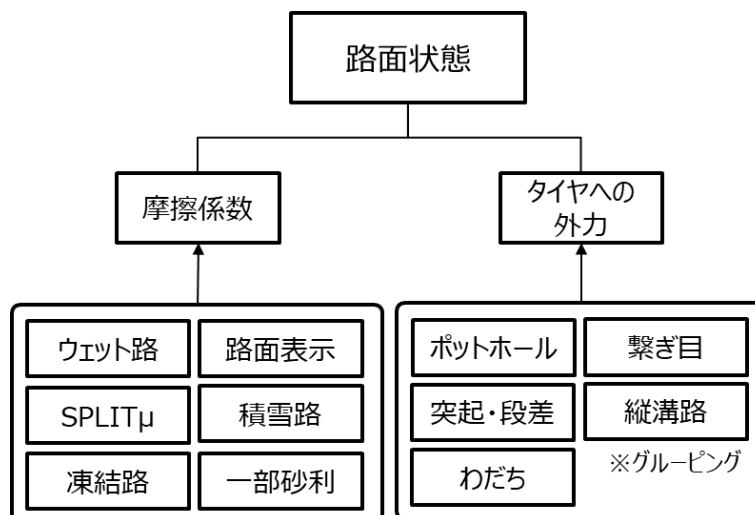 路面状態
摩擦係数
タイヤへの
外力
ウェット路
路面表示
SPLITμ
積雪路
凍結路
一部砂利
ポットホール
繋ぎ目
突起・段差
縦溝路
わだち
※グルーピング